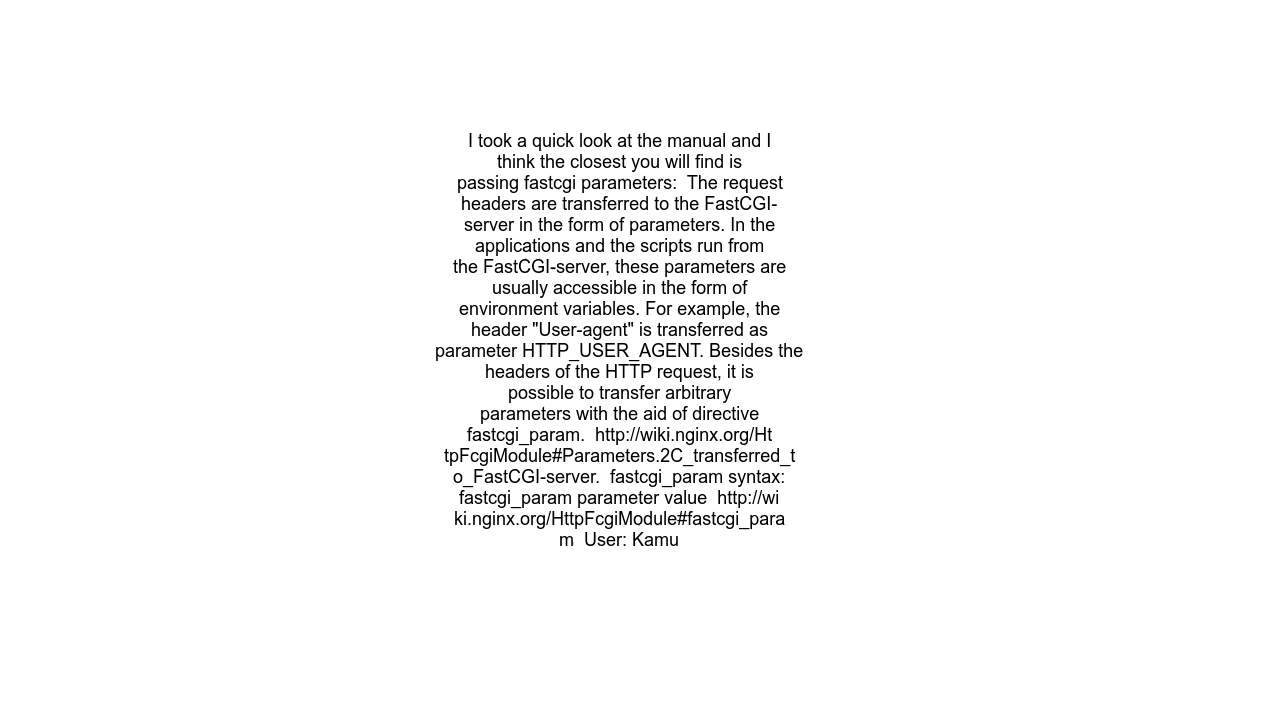 I took a quick look at the manual and I
think the closest you will find is
passing fastcgi parameters:  The request
headers are transferred to the FastCGI-
server in the form of parameters. In the
applications and the scripts run from
the FastCGI-server, these parameters are
usually accessible in the form of
environment variables. For example, the
header "User-agent" is transferred as
parameter HTTP_USER_AGENT. Besides the
headers of the HTTP request, it is
possible to transfer arbitrary
parameters with the aid of directive
fastcgi_param.  http://wiki.nginx.org/Ht
tpFcgiModule#Parameters.2C_transferred_t
o_FastCGI-server.  fastcgi_param syntax:
fastcgi_param parameter value  http://wi
ki.nginx.org/HttpFcgiModule#fastcgi_para
m  User: Kamu